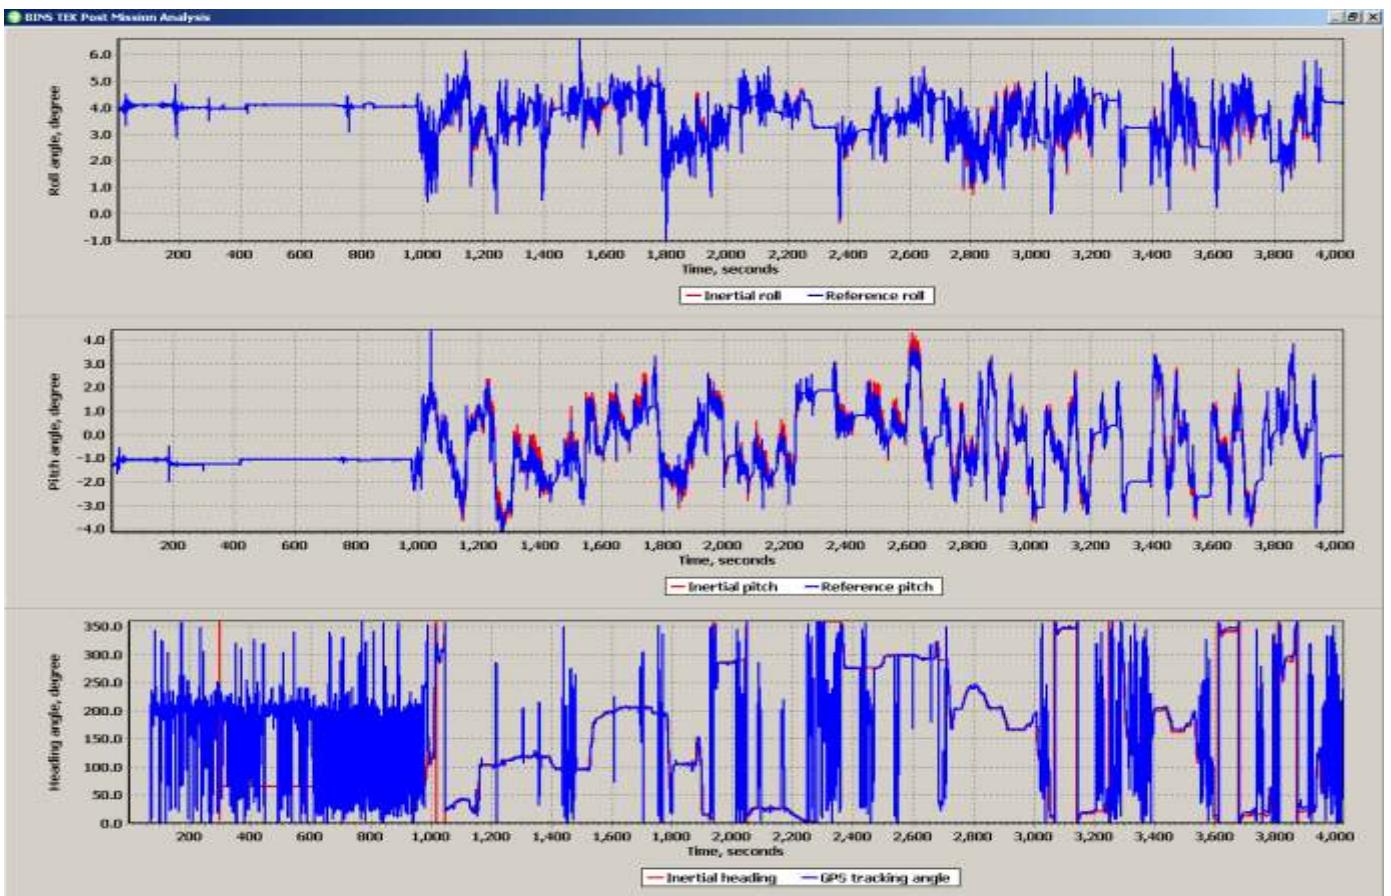 BINS TEK Post Mission Analysis
Roll angle, degree
6.0
5.0
4.0
3.0
2.0
1.0
0.0
-1.0
200 400 600 800 1,000 1,200 1,400 1,600 1,800 2,000 2,200 2,400 2,600 2,800 3,000 3,200 3,400 3,600 3,800 4,000
Time, seconds
Inertial roll Reference roll
Pitch angle, degree
4.0
3.0
2.0
1.0
0.0
-1.0
-2.0
-3.0
-4.0
200 400 600 800 1,000 1,200 1,400 1,600 1,800 2,000 2,200 2,400 2,600 2,800 3,000 3,200 3,400 3,600 3,800 4,000
Time, seconds
Inertial pitch Reference pitch
Heading angle, degree
350.0
300.0
250.0
200.0
150.0
100.0
50.0
0.0
200 400 600 800 1,000 1,200 1,400 1,600 1,800 2,000 2,200 2,400 2,600 2,800 3,000 3,200 3,400 3,600 3,800 4,000
Time, seconds
Inertial heading GPS tracking angle